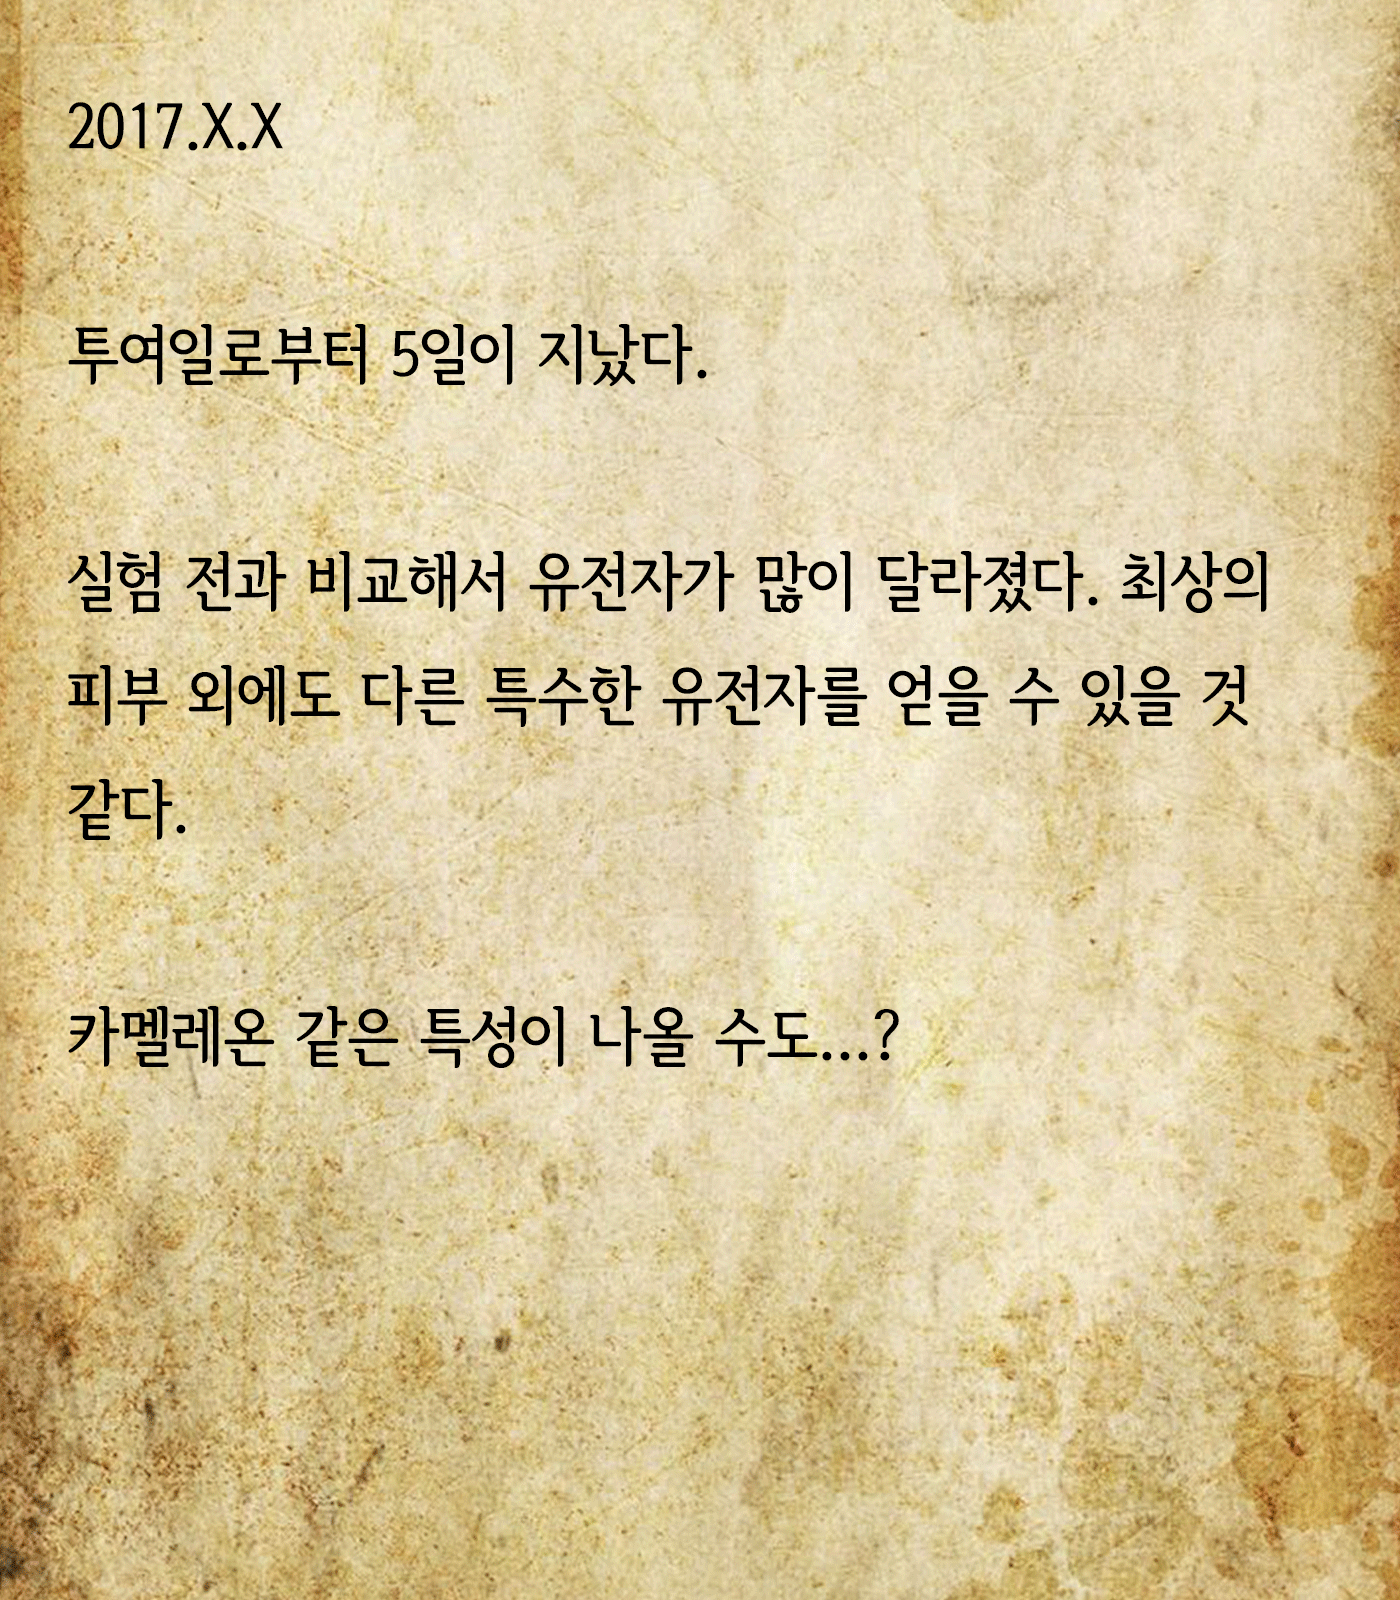 2017.X.X
투여일로부터 5일이 지났다.
실험 전과 비교해서 유전자가 많이 달라졌다. 최상의
피부 외에도 다른 특수한 유전자를 얻을 수 있을 것
같다.
카멜레온 같은 특성이 나올 수도...?